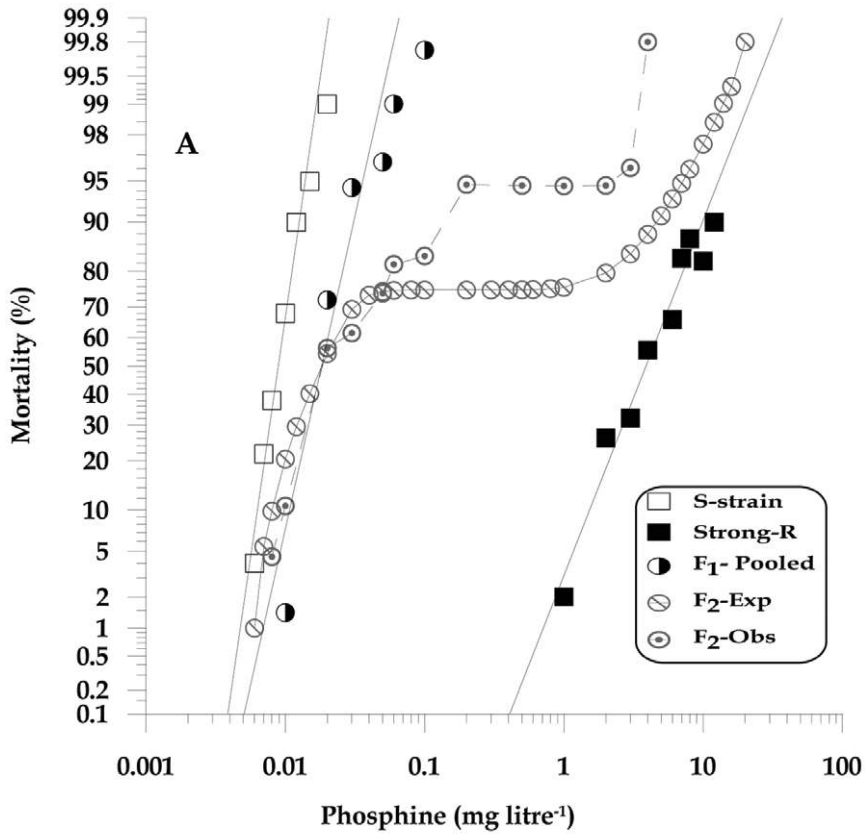 99.9
99.8
99.5
99
98
95
90
80
70
60
50
40
30
20
10
5
2
1
0.5
0.2
0.1
Mortality (%)
A
S-strain
Strong-R
F₁- Pooled
F₂-Exp
F₂-Obs
0.001 0.01 0.1 1 10 100
Phosphine (mg litre⁻¹)